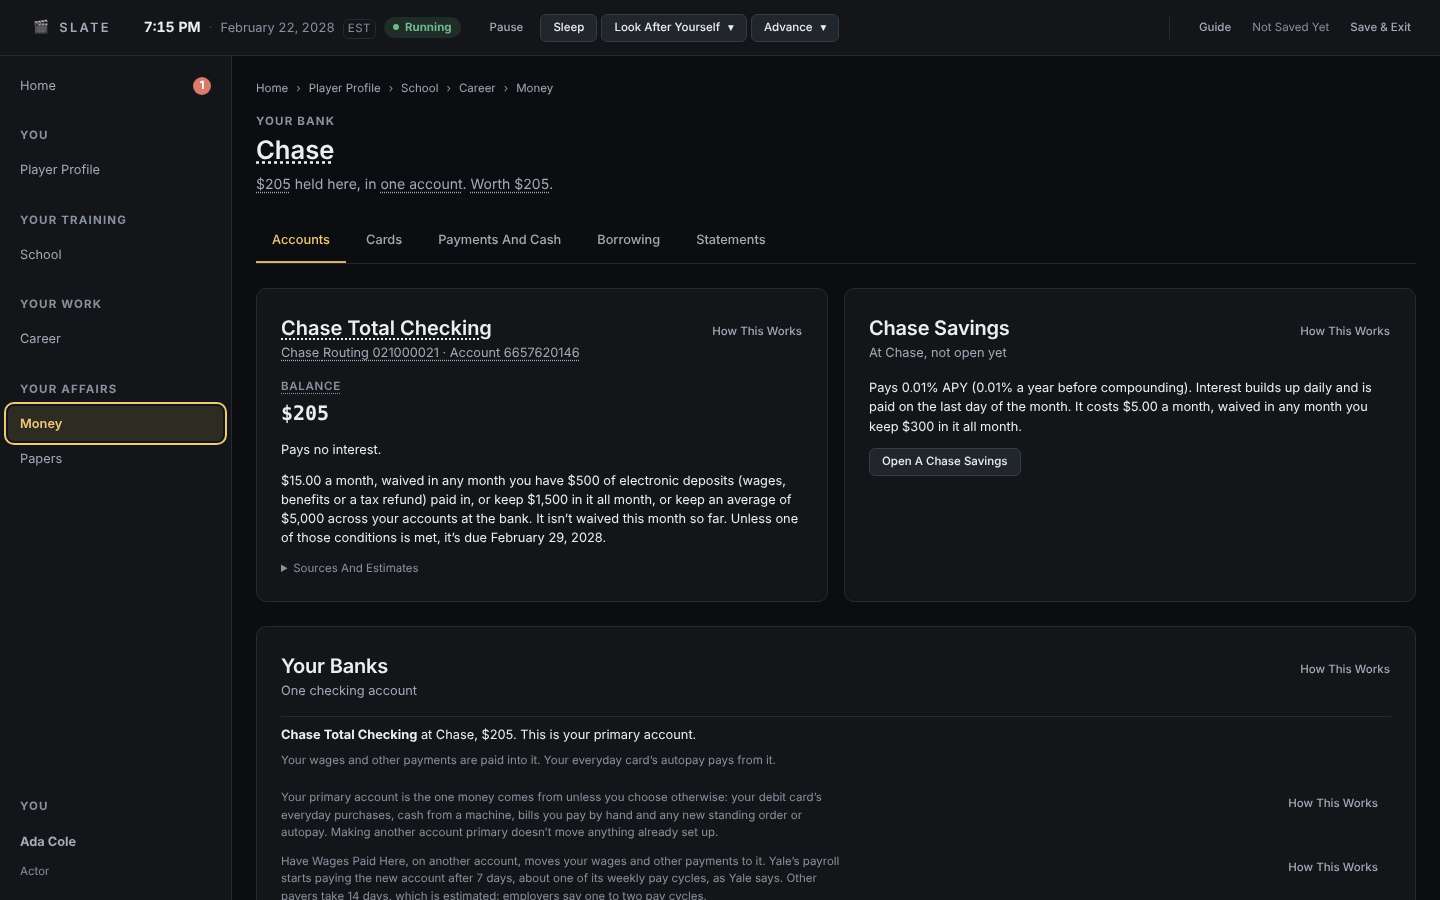 SLATE
7:15 PM · February 22, 2028 EST Running Pause Sleep Look After Yourself ▾ Advance ▾ Guide Not Saved Yet Save & Exit
Home 1
YOU
Player Profile
YOUR TRAINING
School
YOUR WORK
Career
YOUR AFFAIRS
Money
Papers
YOU
Ada Cole
Actor
Home › Player Profile › School › Career › Money
YOUR BANK
Chase
$205 held here, in one account. Worth $205.
Accounts Cards Payments And Cash Borrowing Statements
Chase Total Checking How This Works
Chase Routing 021000021 · Account 6657620146
BALANCE
$205
Pays no interest.
$15.00 a month, waived in any month you have $500 of electronic deposits (wages,
benefits or a tax refund) paid in, or keep $1,500 in it all month, or keep an average of
$5,000 across your accounts at the bank. It isn’t waived this month so far. Unless one
of those conditions is met, it’s due February 29, 2028.
▶ Sources And Estimates
Chase Savings How This Works
At Chase, not open yet
Pays 0.01% APY (0.01% a year before compounding). Interest builds up daily and is
paid on the last day of the month. It costs $5.00 a month, waived in any month you
keep $300 in it all month.
Open A Chase Savings
Your Banks How This Works
One checking account
Chase Total Checking at Chase, $205. This is your primary account.
Your wages and other payments are paid into it. Your everyday card’s autopay pays from it.
Your primary account is the one money comes from unless you choose otherwise: your debit card’s
everyday purchases, cash from a machine, bills you pay by hand and any new standing order or
autopay. Making another account primary doesn’t move anything already set up.
How This Works
Have Wages Paid Here, on another account, moves your wages and other payments to it. Yale’s payroll
starts paying the new account after 7 days, about one of its weekly pay cycles, as Yale says. Other
payers take 14 days, which is estimated: employers say one to two pay cycles.
How This Works